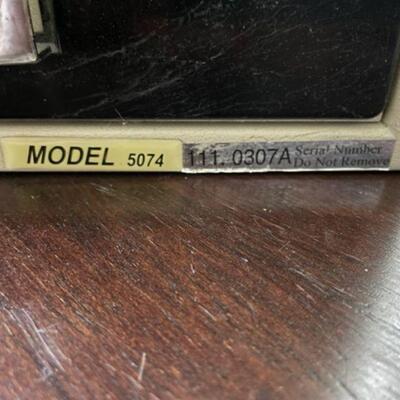 MODEL 5074
111. 0307A Serial Number
Do Not Remove